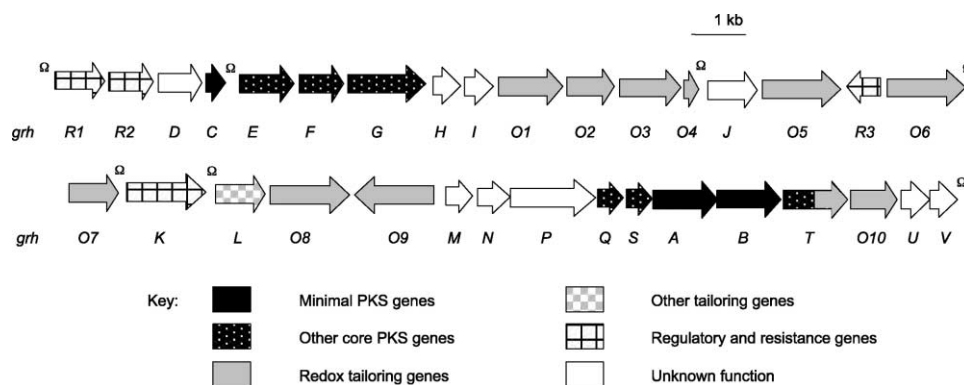 1 kb
Ω Ω Ω Ω
grh R1 R2 D C E F G H I O1 O2 O3 O4 J O5 R3 O6
Ω Ω Ω
grh O7 K L O8 O9 M N P Q S A B T O10 U V
Key: Minimal PKS genes Other tailoring genes
Other core PKS genes Regulatory and resistance genes
Redox tailoring genes Unknown function